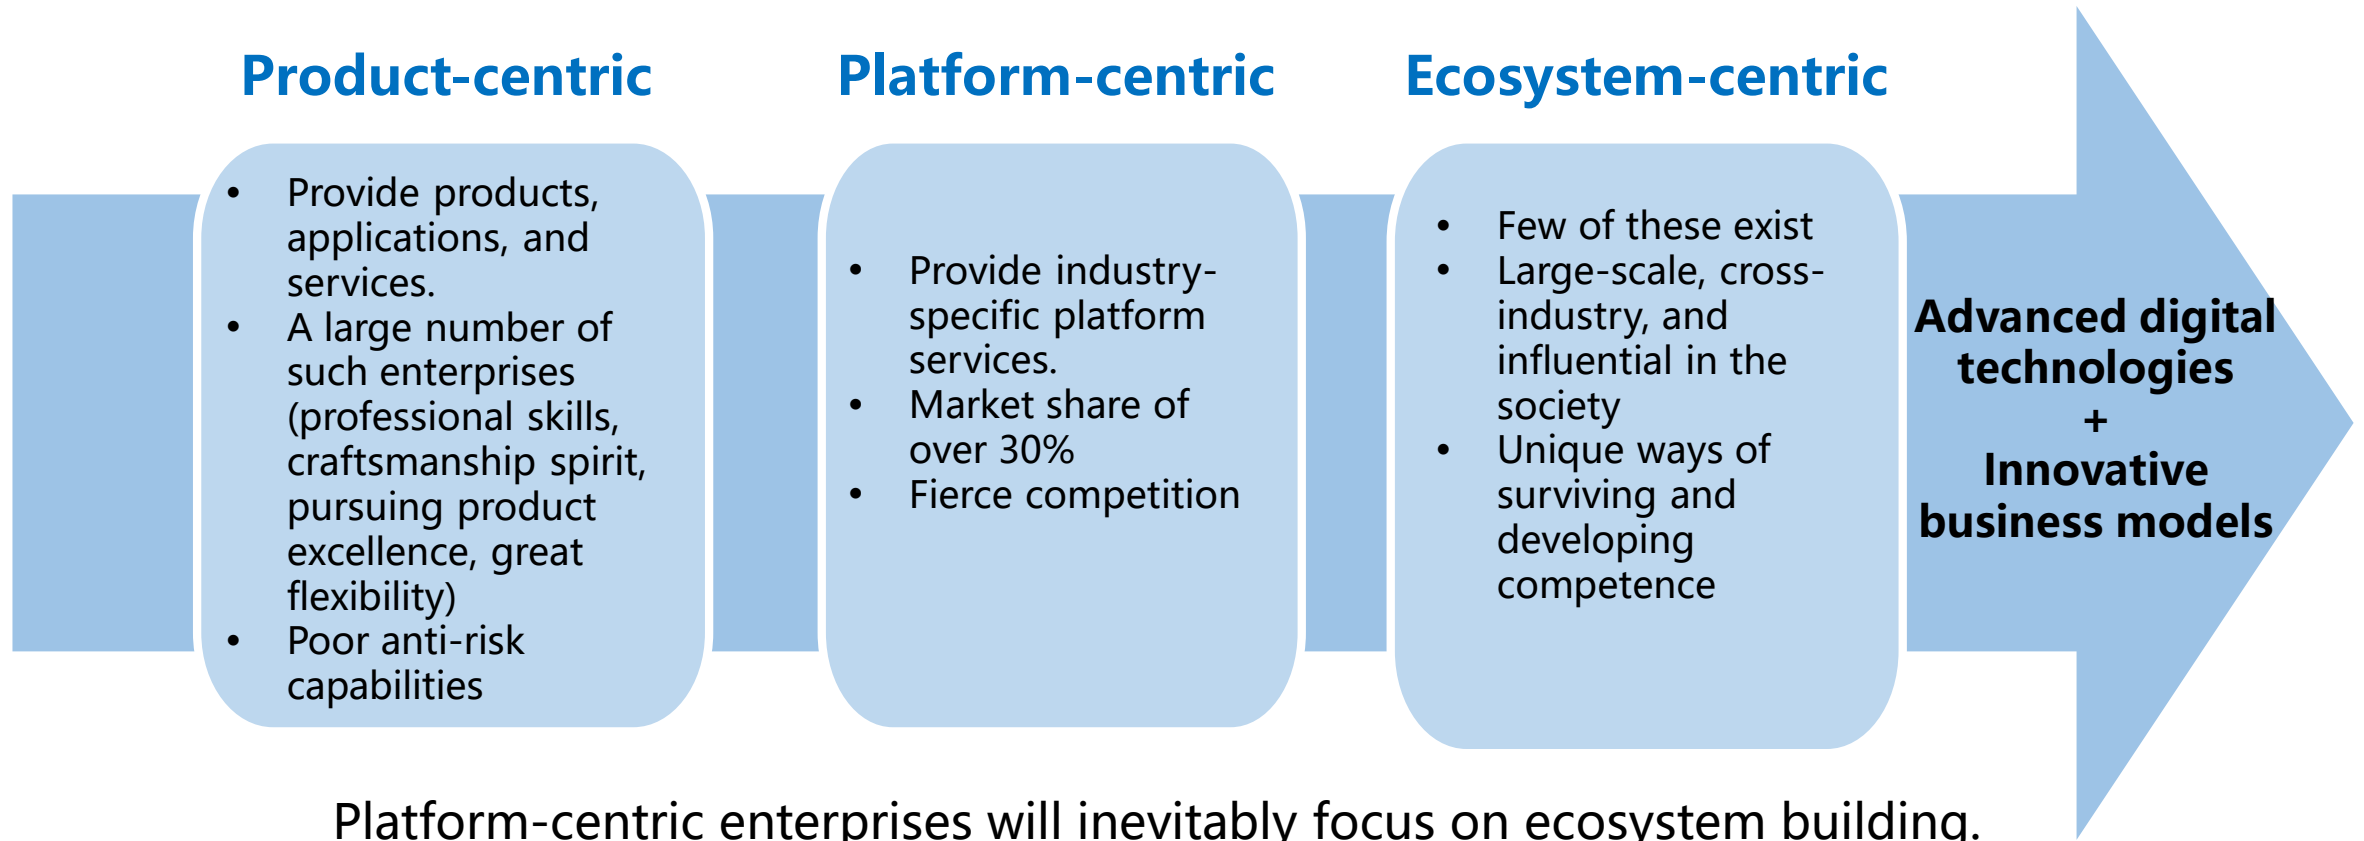 Product-centric
Platform-centric
Ecosystem-centric
• Provide products,
applications, and
services.
• A large number of
such enterprises
(professional skills,
craftsmanship spirit,
pursuing product
excellence, great
flexibility)
• Poor anti-risk
capabilities
• Provide industry-
specific platform
services.
• Market share of
over 30%
• Fierce competition
• Few of these exist
• Large-scale, cross-
industry, and
influential in the
society
• Unique ways of
surviving and
developing
competence
Advanced digital
technologies
+
Innovative
business models
Platform-centric enterprises will inevitably focus on ecosystem building.